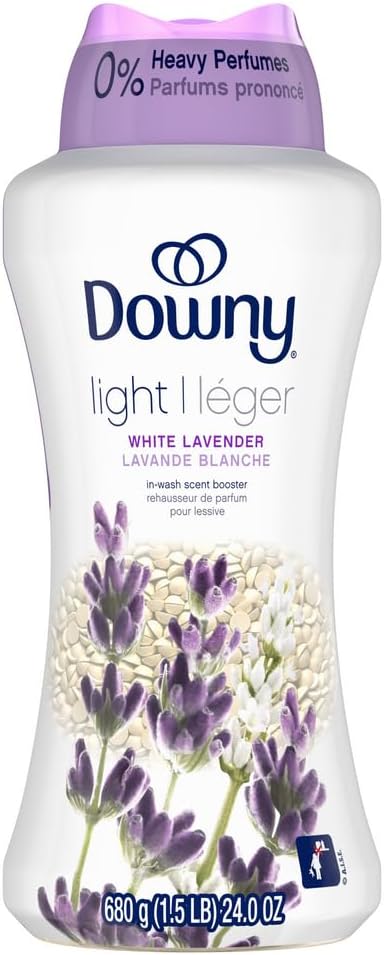 0% Heavy Perfumes
Parfums prononcé
Downy®
light | léger
WHITE LAVENDER
LAVANDE BLANCHE
in-wash scent booster
rehausseur de parfum
pour lessive
680 g (1.5 LB) 24.0 OZ
© A.I.S.E.